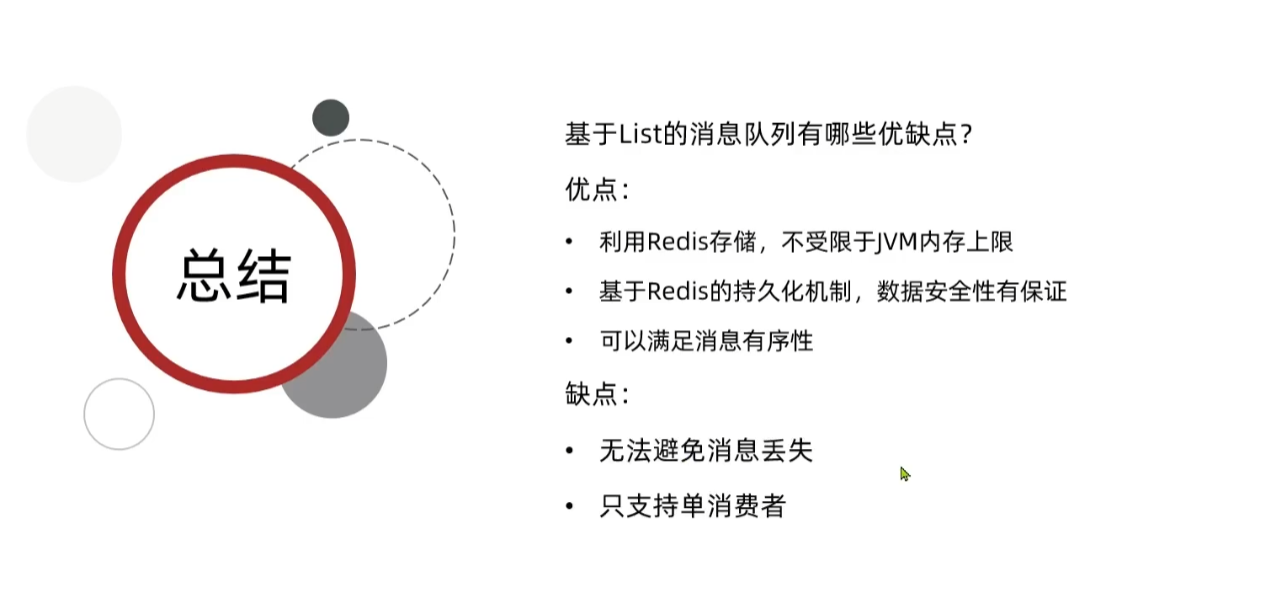 总结
基于List的消息队列有哪些优缺点？
优点：
• 利用Redis存储，不受限于JVM内存上限
• 基于Redis的持久化机制，数据安全性有保证
• 可以满足消息有序性
缺点：
• 无法避免消息丢失
• 只支持单消费者